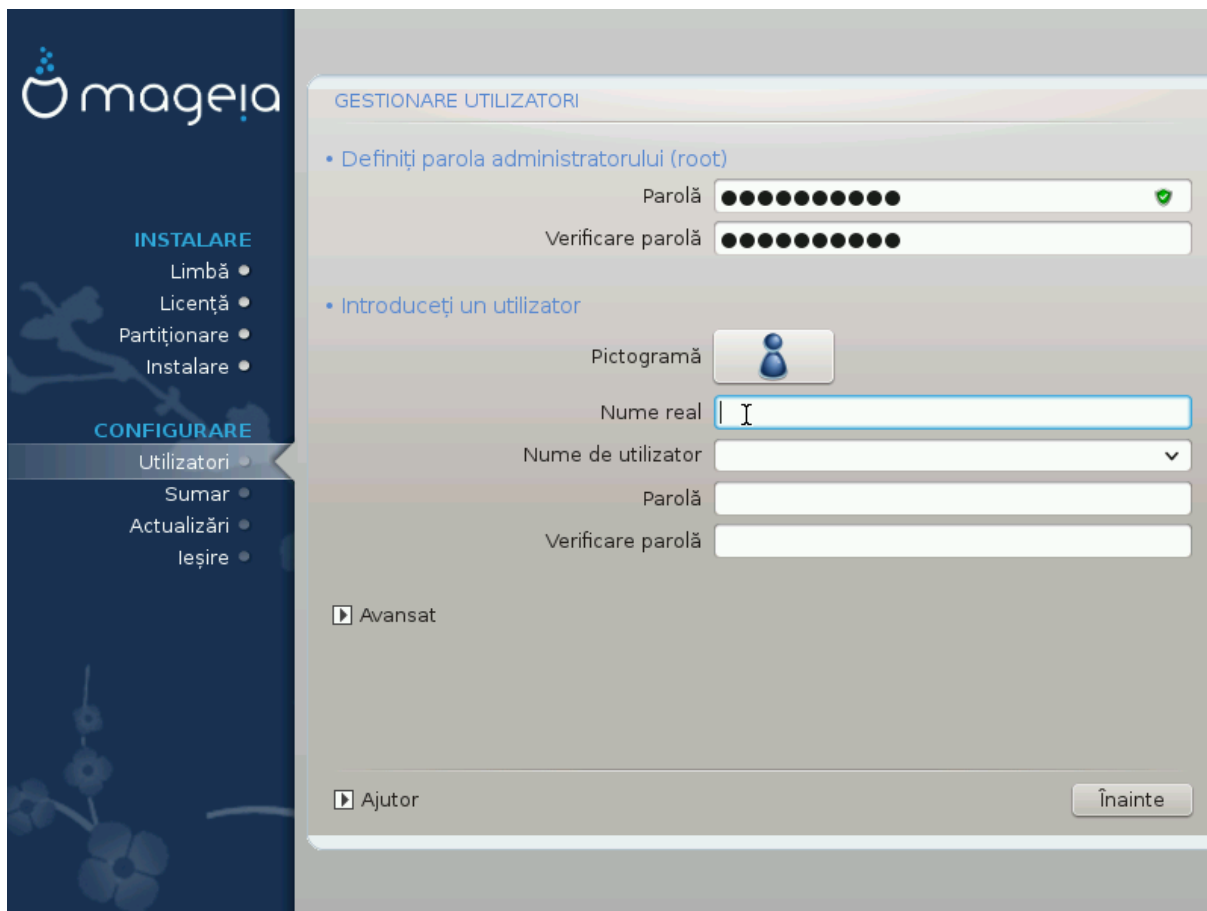 mageia
INSTALARE
Limbă
Licență
Partiționare
Instalare
CONFIGURARE
Utilizatori
Sumar
Actualizări
Ieșire
GESTIONARE UTILIZATORI
• Definiți parola administratorului (root)
Parolă ●●●●●●●●●●
Verificare parolă ●●●●●●●●●●
• Introduceți un utilizator
Pictogramă
Nume real
Nume de utilizator
Parolă
Verificare parolă
Avansat
Ajutor
Înainte